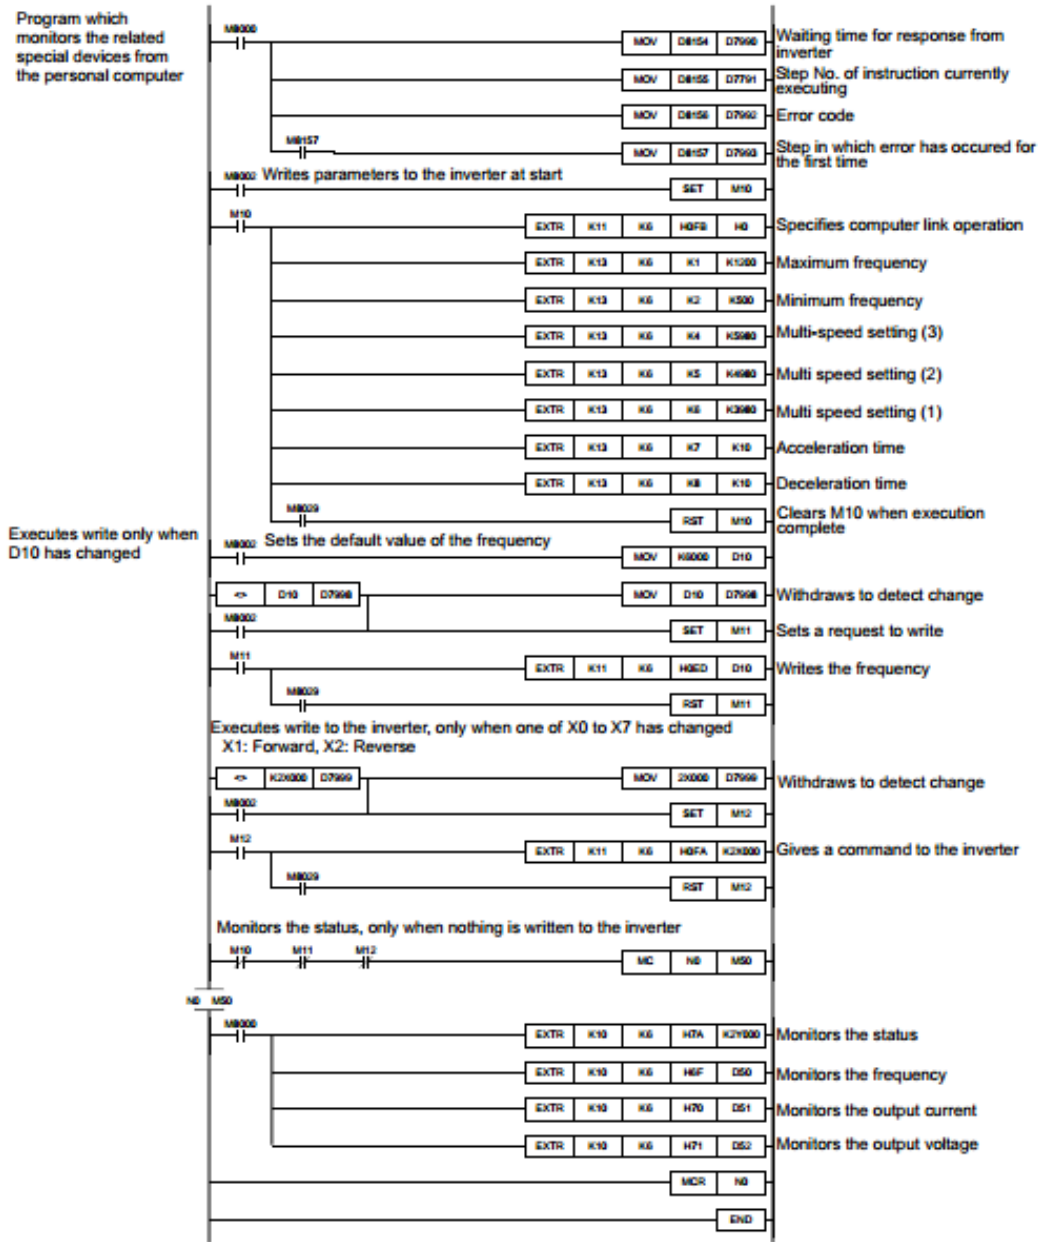 Program which
monitors the related
special devices from
the personal computer
M8000
MOV D8154 D7990
Waiting time for response from
inverter
MOV D8155 D7791
Step No. of instruction currently
executing
MOV D8156 D7992
Error code
M8157
MOV D8157 D7993
Step in which error has occured for
the first time
M8002 Writes parameters to the inverter at start
SET M10
M10
EXTR K11 K6 H0FB H0
Specifies computer link operation
EXTR K13 K6 K1 K1200
Maximum frequency
EXTR K13 K6 K2 K500
Minimum frequency
EXTR K13 K6 K4 K5980
Multi-speed setting (3)
EXTR K13 K6 K5 K4980
Multi speed setting (2)
EXTR K13 K6 K6 K3980
Multi speed setting (1)
EXTR K13 K6 K7 K10
Acceleration time
EXTR K13 K6 K8 K10
Deceleration time
M8029
RST M10
Clears M10 when execution
complete
Executes write only when
D10 has changed
M8002 Sets the default value of the frequency
MOV K6000 D10
<> D10 D7998
MOV D10 D7998
Withdraws to detect change
M8002
SET M11
Sets a request to write
M11
EXTR K11 K6 H0ED D10
Writes the frequency
M8029
RST M11
Executes write to the inverter, only when one of X0 to X7 has changed
X1: Forward, X2: Reverse
<> K2X000 D7999
MOV 2X000 D7999
Withdraws to detect change
M8002
SET M12
M12
EXTR K11 K6 H0FA K2X000
Gives a command to the inverter
M8029
RST M12
Monitors the status, only when nothing is written to the inverter
M10 M11 M12
MC N0 M50
N0 M50
M8000
EXTR K10 K6 H7A K2Y000
Monitors the status
EXTR K10 K6 H6F D50
Monitors the frequency
EXTR K10 K6 H70 D51
Monitors the output current
EXTR K10 K6 H71 D52
Monitors the output voltage
MCR N0
END